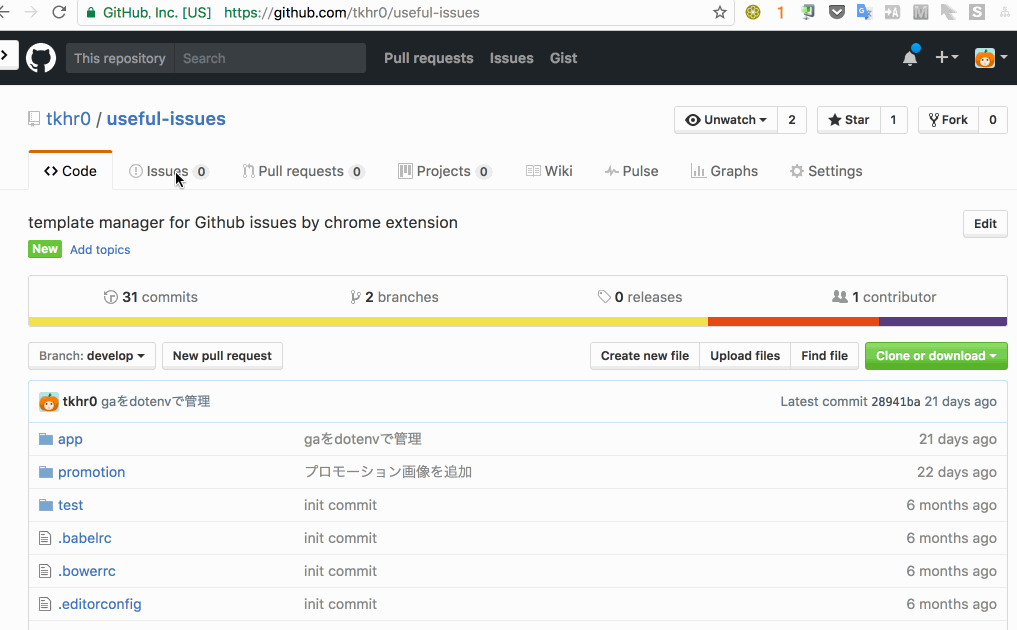 GitHub, Inc. [US] https://github.com/tkhr0/useful-issues
This repository Search Pull requests Issues Gist
tkhr0 / useful-issues Unwatch 2 Star 1 Fork 0
Code Issues 0 Pull requests 0 Projects 0 Wiki Pulse Graphs Settings
template manager for Github issues by chrome extension Edit
New Add topics
31 commits 2 branches 0 releases 1 contributor
Branch: develop New pull request Create new file Upload files Find file Clone or download
tkhr0 gaをdotenvで管理 Latest commit 28941ba 21 days ago
app gaをdotenvで管理 21 days ago
promotion プロモーション画像を追加 22 days ago
test init commit 6 months ago
.babelrc init commit 6 months ago
.bowerrc init commit 6 months ago
.editorconfig init commit 6 months ago